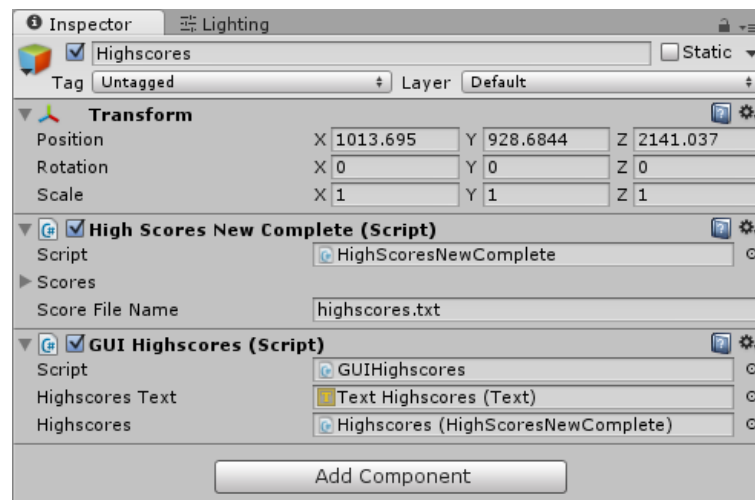 Inspector Lighting
Highscores Static
Tag Untagged Layer Default
Transform
Position X 1013.695 Y 928.6844 Z 2141.037
Rotation X 0 Y 0 Z 0
Scale X 1 Y 1 Z 1
High Scores New Complete (Script)
Script HighScoresNewComplete
Scores
Score File Name highscores.txt
GUI Highscores (Script)
Script GUIHighscores
Highscores Text Text Highscores (Text)
Highscores Highscores (HighScoresNewComplete)
Add Component